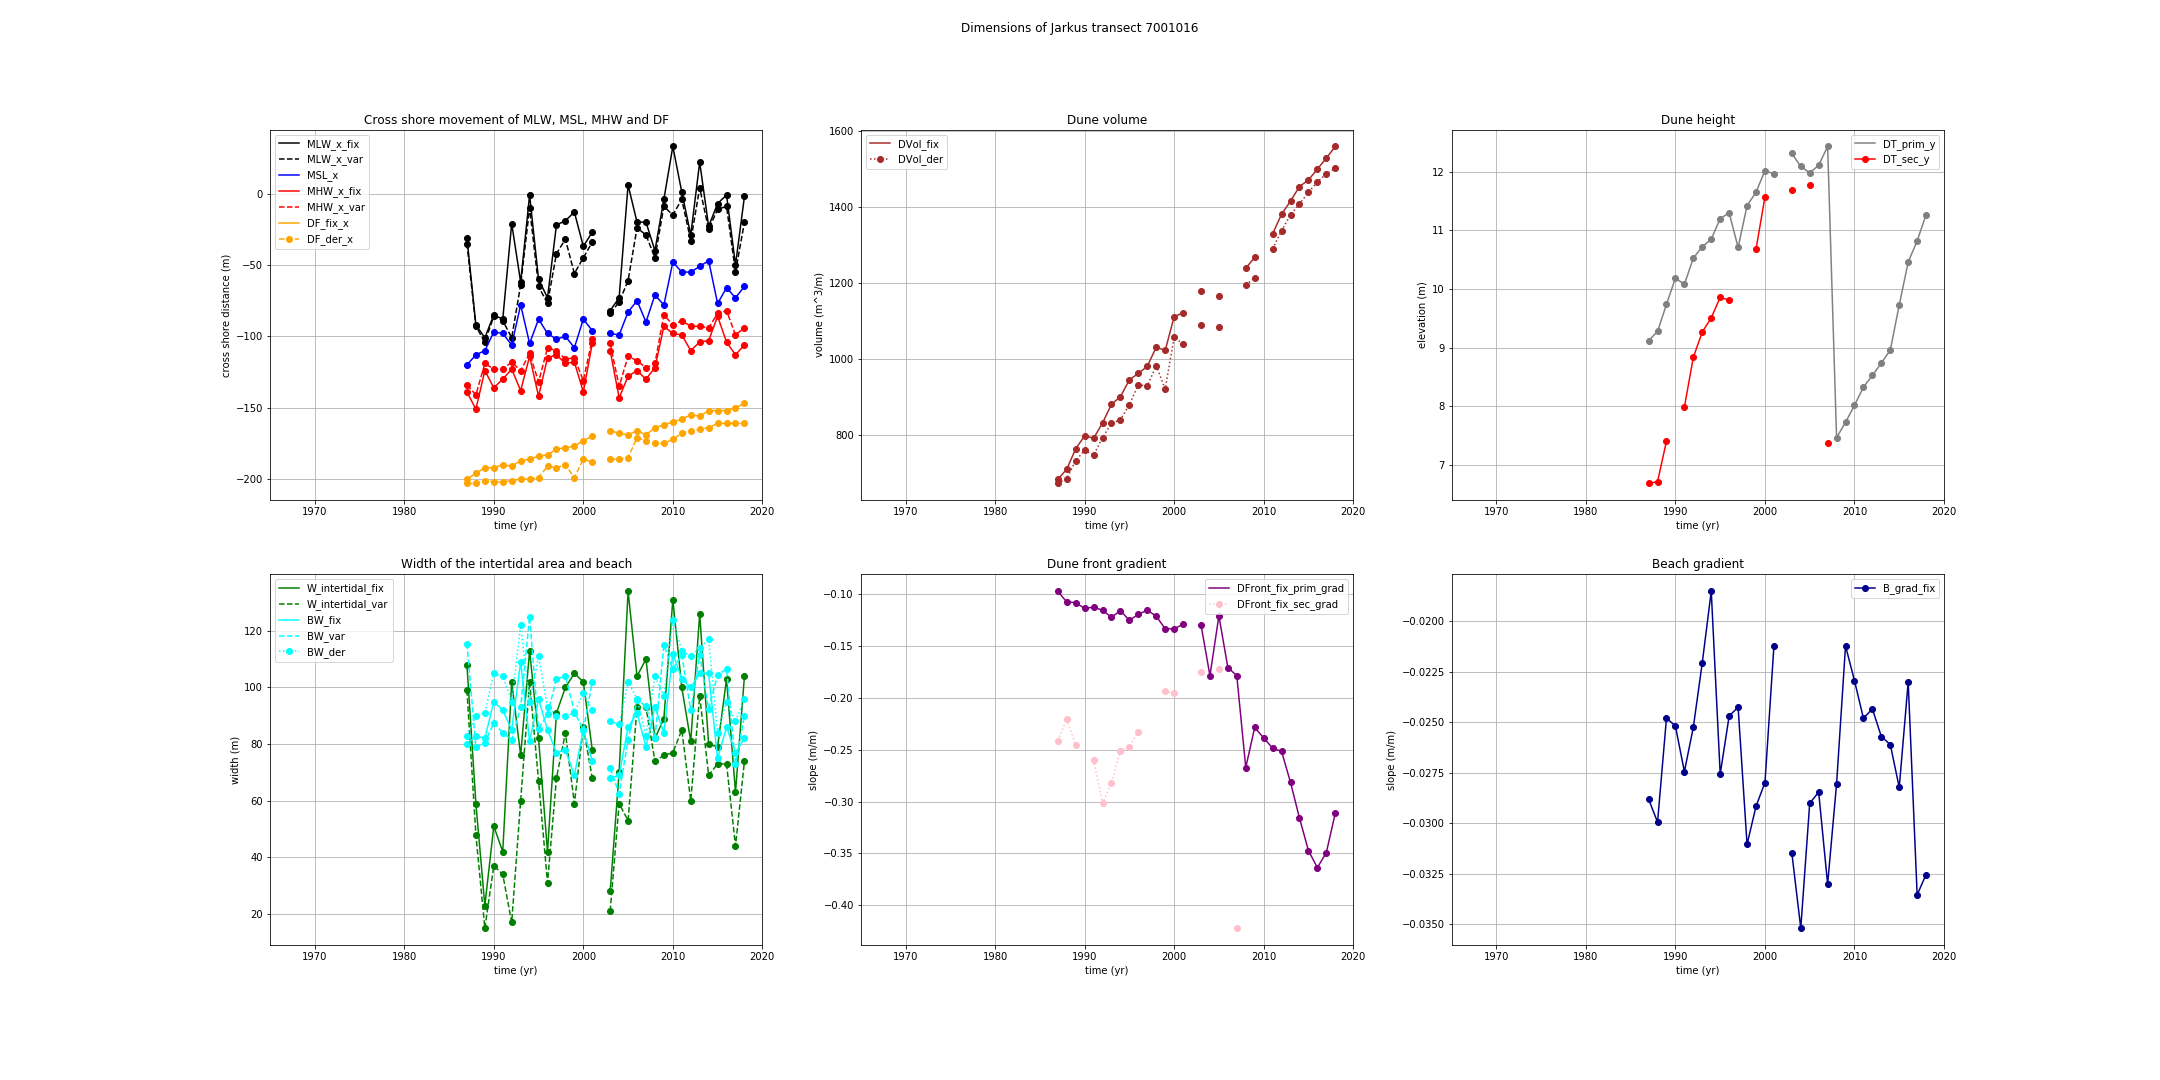 Dimensions of Jarkus transect 7001016
Cross shore movement of MLW, MSL, MHW and DF
MLW_x_fix
MLW_x_var
MSL_x
MHW_x_fix
MHW_x_var
DF_fix_x
DF_der_x
cross shore distance (m)
0
−50
−100
−150
−200
1970 1980 1990 2000 2010 2020
time (yr)
Dune volume
DVol_fix
DVol_der
volume (m^3/m)
1600
1400
1200
1000
800
1970 1980 1990 2000 2010 2020
time (yr)
Dune height
DT_prim_y
DT_sec_y
elevation (m)
12
11
10
9
8
7
1970 1980 1990 2000 2010 2020
time (yr)
Width of the intertidal area and beach
W_intertidal_fix
W_intertidal_var
BW_fix
BW_var
BW_der
width (m)
120
100
80
60
40
20
1970 1980 1990 2000 2010 2020
time (yr)
Dune front gradient
DFront_fix_prim_grad
DFront_fix_sec_grad
slope (m/m)
−0.10
−0.15
−0.20
−0.25
−0.30
−0.35
−0.40
1970 1980 1990 2000 2010 2020
time (yr)
Beach gradient
B_grad_fix
slope (m/m)
−0.0200
−0.0225
−0.0250
−0.0275
−0.0300
−0.0325
−0.0350
1970 1980 1990 2000 2010 2020
time (yr)